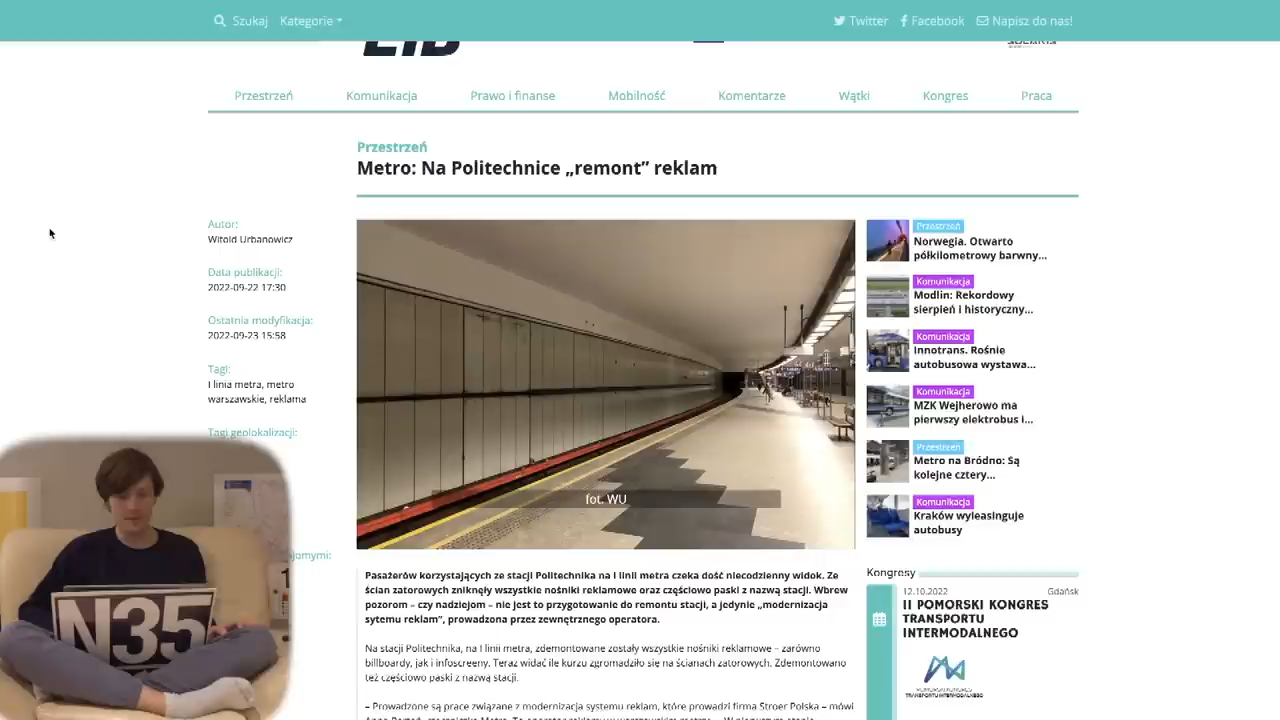 Szukaj
Kategorie
Twitter
Facebook
Napisz do nas!
Przestrzeń
Komunikacja
Prawo i finanse
Mobilność
Komentarze
Wątki
Kongres
Praca
Przestrzeń
Metro: Na Politechnice „remont” reklam
Autor:
Witold Urbanowicz
Data publikacji:
2022-09-22 17:30
Ostatnia modyfikacja:
2022-09-23 15:58
Tagi:
I linia metra, metro
warszawskie, reklama
Tagi geolokalizacji:
jomymi:
N35
fot. WU
Pasażerów korzystających ze stacji Politechnika na I linii metra czeka dość niecodzienny widok. Ze
ścian zatorowych zniknęły wszystkie nośniki reklamowe oraz częściowo paski z nazwą stacji. Wbrew
pozorom – czy nadziejom – nie jest to przygotowanie do remontu stacji, a jedynie „modernizacja
sytemu reklam”, prowadzona przez zewnętrznego operatora.
Na stacji Politechnika, na I linii metra, zdemontowane zostały wszystkie nośniki reklamowe – zarówno
billboardy, jak i infoscreeny. Teraz widać ile kurzu zgromadziło się na ścianach zatorowych. Zdemontowano
też częściowo paski z nazwą stacji.
– Prowadzone są prace związane z modernizacją systemu reklam, które prowadzi firma Stroer Polska – mówi
Przestrzeń
Norwegia. Otwarto
półkilometrowy barwny...
Komunikacja
Modlin: Rekordowy
sierpień i historyczny...
Komunikacja
Innotrans. Rośnie
autobusowa wystawa...
Komunikacja
MZK Wejherowo ma
pierwszy elektrobus i...
Przestrzeń
Metro na Bródno: Są
kolejne cztery...
Komunikacja
Kraków wyleasinguje
autobusy
Kongresy
12.10.2022
Gdańsk
II POMORSKI KONGRES
TRANSPORTU
INTERMODALNEGO
POMORSKI KONGRES
TRANSPORTU INTERMODALNEGO